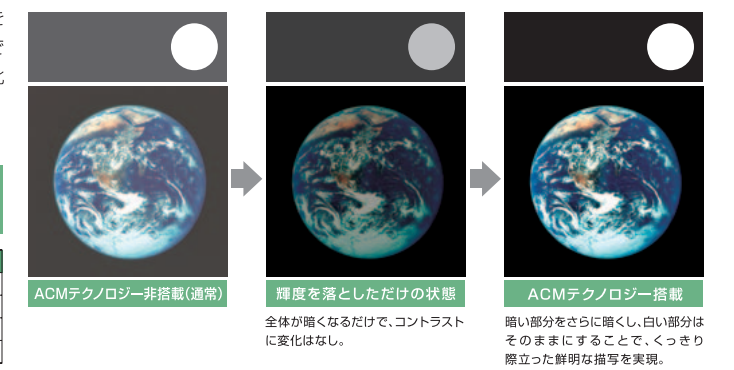 ACMテクノロジー非搭載(通常)
輝度を落としただけの状態
ACMテクノロジー搭載
全体が暗くなるだけで、コントラスト
に変化はなし。
暗い部分をさらに暗くし、白い部分は
そのままにすることで、くっきり
際立った鮮明な描写を実現。